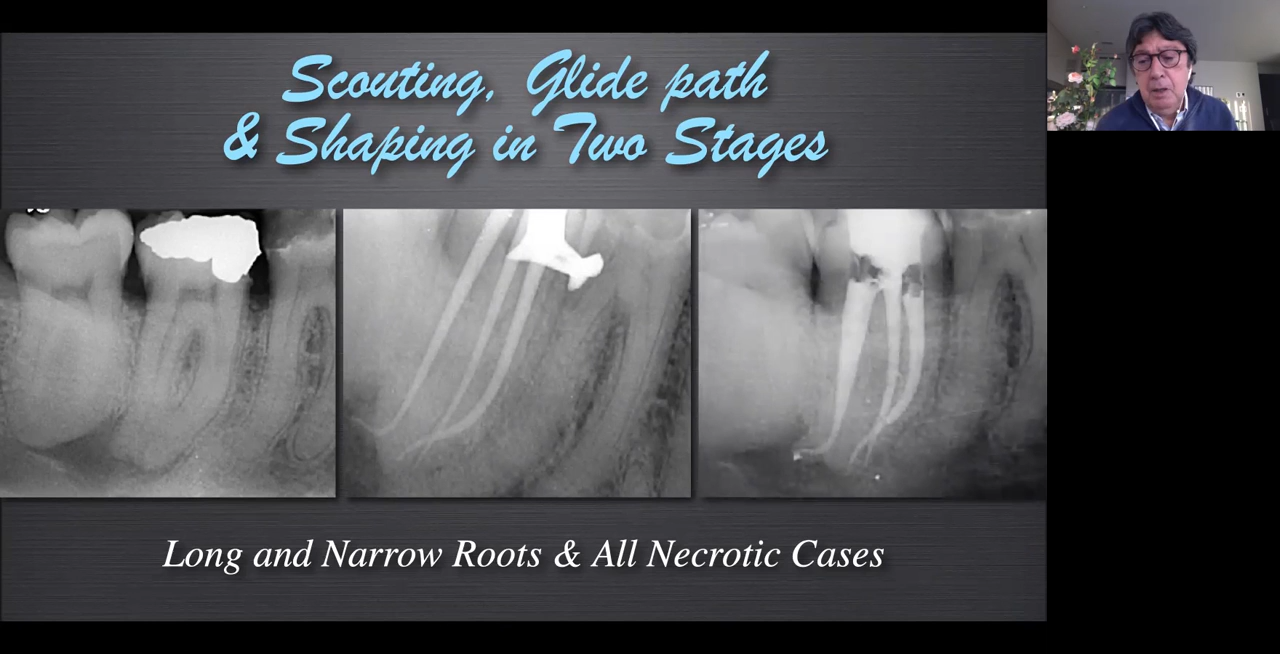 Scouting, Glide path
& Shaping in Two Stages
Long and Narrow Roots & All Necrotic Cases